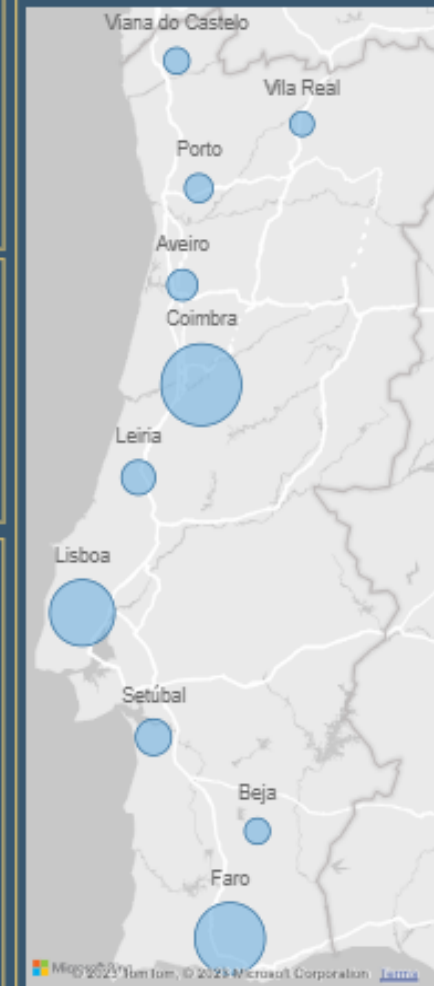 Viana do Castelo
Vila Real
Porto
Aveiro
Coimbra
Leiria
Lisboa
Setúbal
Beja
Faro
© 2023 TomTom, © 2023 Microsoft Corporation Terms